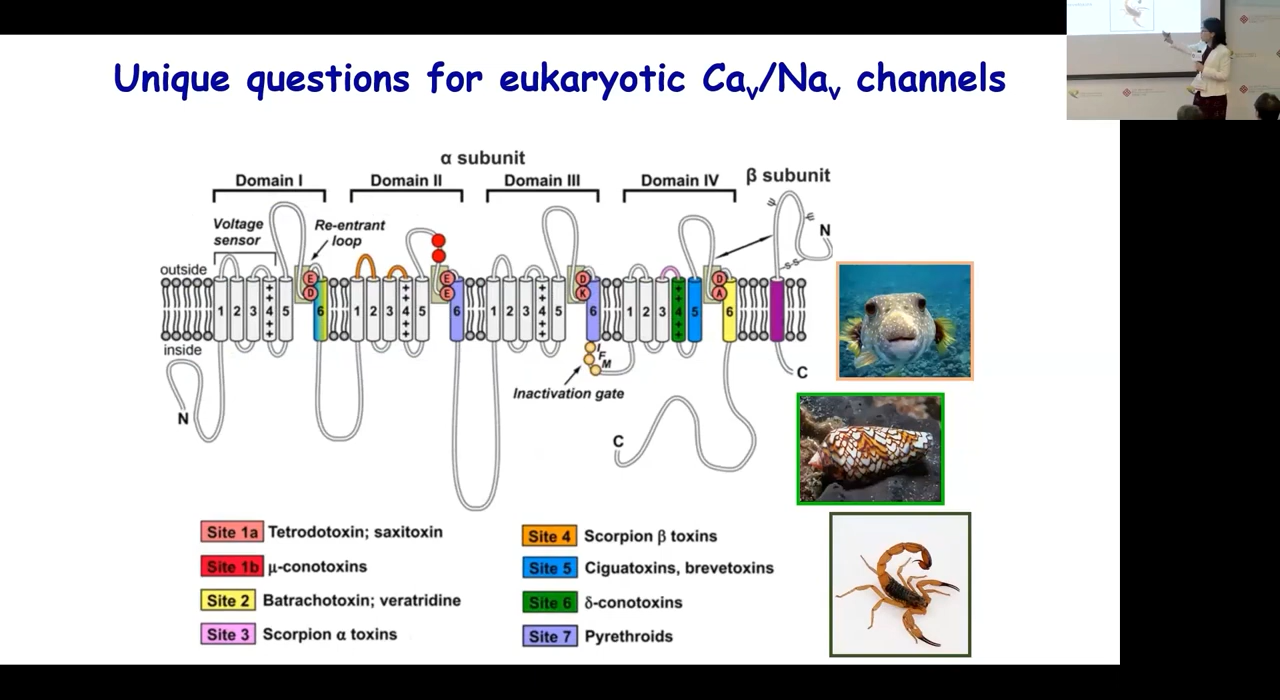 Unique questions for eukaryotic Cav/Nav channels
α subunit
Domain I
Domain II
Domain III
Domain IV
β subunit
Voltage
sensor
Re-entrant
loop
N
outside
-s-s-
E
D
E
E
D
K
D
A
1 2 3 + + 4 + + 5 6
1 2 3 + + 4 + + 5 6
1 2 3 + + 4 + + 5 6
1 2 3 + + 4 + + 5 6
inside
I
F
M
C
Inactivation gate
N
C
Site 1a Tetrodotoxin; saxitoxin
Site 1b μ-conotoxins
Site 2 Batrachotoxin; veratridine
Site 3 Scorpion α toxins
Site 4 Scorpion β toxins
Site 5 Ciguatoxins, brevetoxins
Site 6 δ-conotoxins
Site 7 Pyrethroids